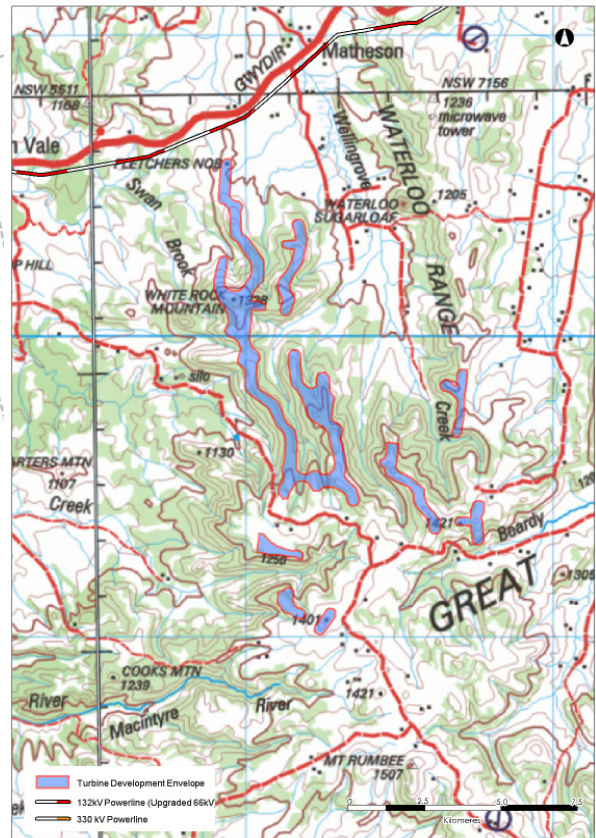 GWYDIR
Matheson
NSW 5511
1168
NSW 7156
1236
microwave
tower
n Vale
FLETCHERS NOB
Wellingrove
WATERLOO
RANGE
Creek
Swan
Brook
WATERLOO
SUGARLOAF
1205
P HILL
WHITE ROCK
MOUNTAIN
1328
silo
1130
ARTERS MTN
1107
Creek
1421
Beardy
120
1250
GREAT
1305
1401
COOKS MTN
1239
River
Macintyre
River
1421
MT RUMBEE
1507
Turbine Development Envelope
132kV Powerline (Upgraded 66kV
330 kV Powerline
0 2.5 5.0 7.5
Kilometres